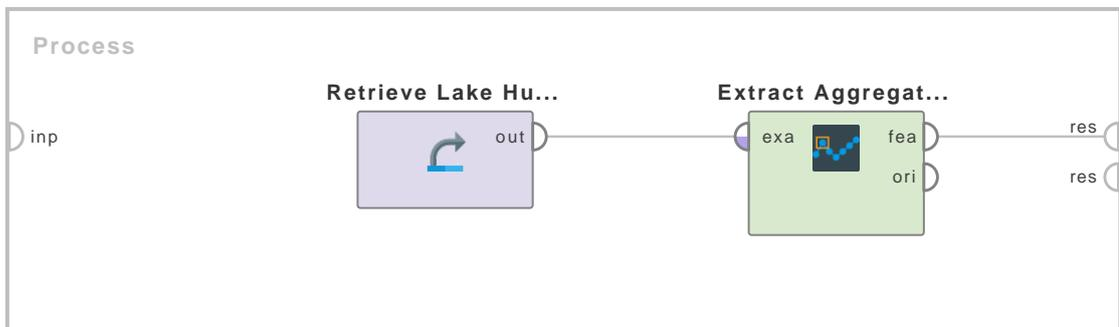 Process
Retrieve Lake Hu...
Extract Aggregat...
inp
out
exa
fea
res
ori
res